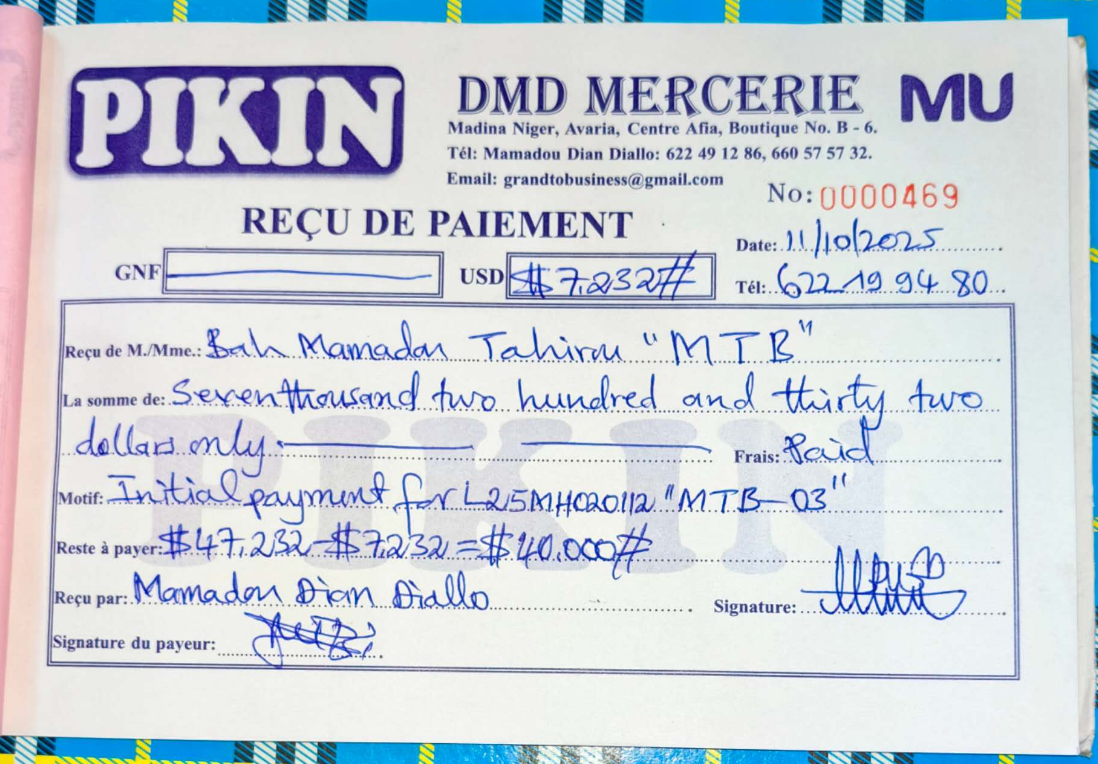 PIKIN
DMD MERCERIE
MU
Madina Niger, Avaria, Centre Afia, Boutique No. B - 6.
Tél: Mamadou Dian Diallo: 622 49 12 86, 660 57 57 32.
Email: grandtobusiness@gmail.com
No: 0000469
REÇU DE PAIEMENT
Date: 11/10/2025
GNF
USD $7.232#
Tél: 622 19 94 80
Reçu de M./Mme.: Bah Mamadou Tahirou "MTB"
La somme de: Seven thousand two hundred and thirty two
dollars only.
Frais: Paid
Motif: Initial payment for L25MH020112 "MTB-03"
Reste à payer: $47,232-$7,232=$40.000#
Reçu par: Mamadou Dian Diallo
Signature:
Signature du payeur:
PIKIN